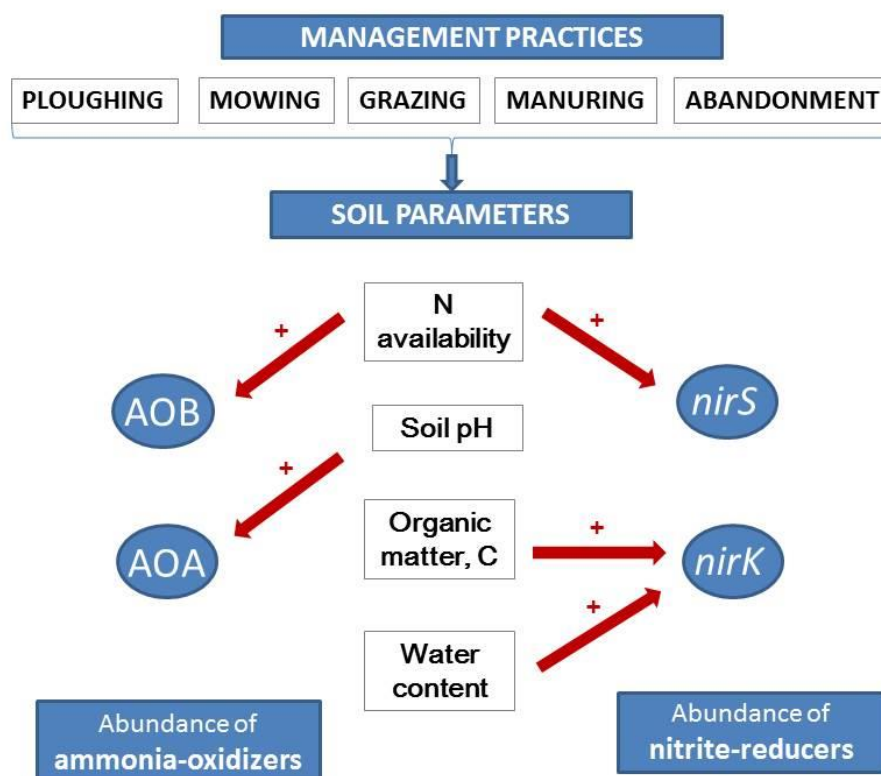 MANAGEMENT PRACTICES
PLOUGHING MOWING GRAZING MANURING ABANDONMENT
SOIL PARAMETERS
N
availability
+ +
AOB
nirS
Soil pH
+
Organic
matter, C
+
AOA
nirK
+
Water
content
Abundance of
ammonia-oxidizers
Abundance of
nitrite-reducers